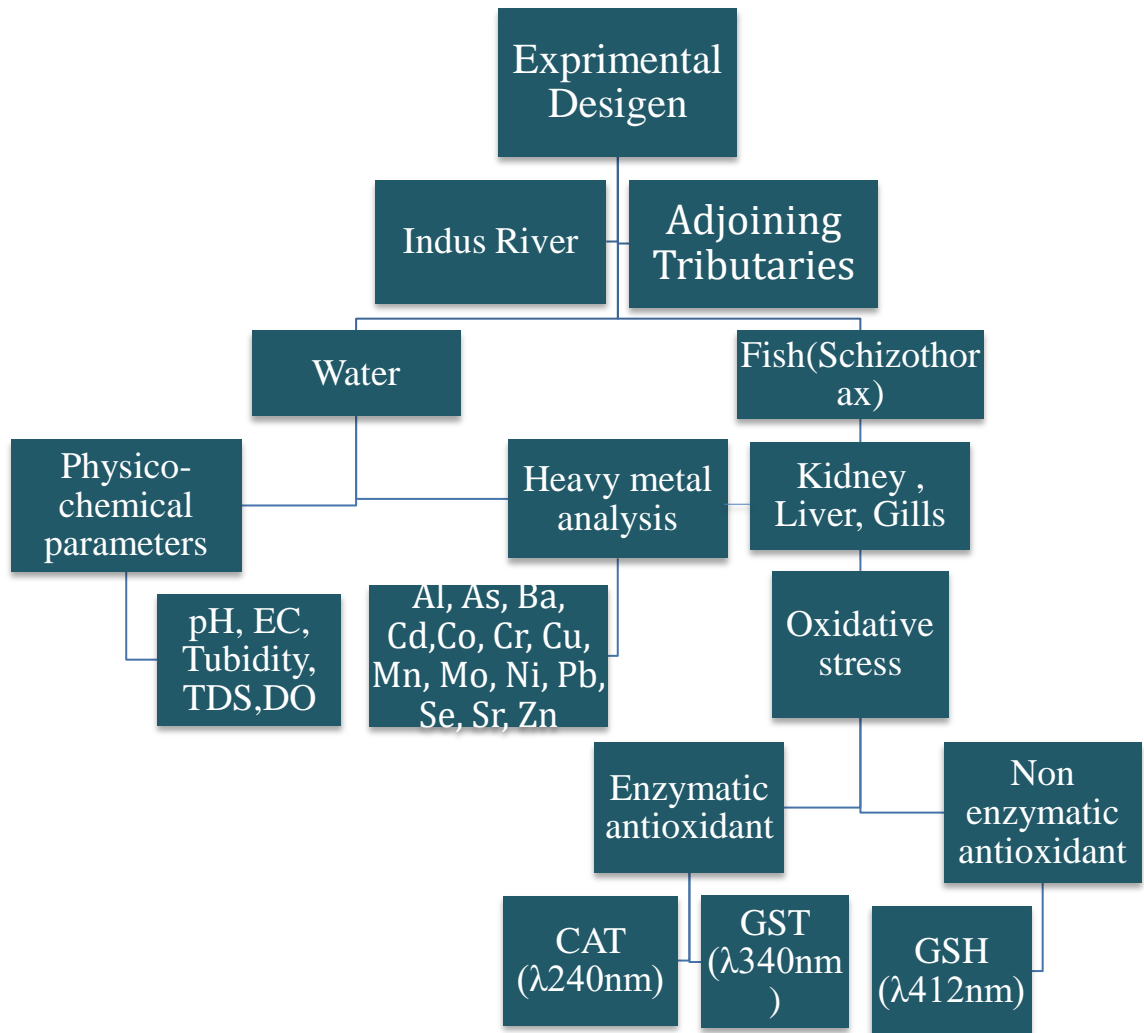 Exprimental
Desigen
Indus River
Adjoining
Tributaries
Water
Fish(Schizothor
ax)
Physico-
chemical
parameters
Heavy metal
analysis
Kidney ,
Liver, Gills
pH, EC,
Tubidity,
TDS,DO
Al, As, Ba,
Cd,Co, Cr, Cu,
Mn, Mo, Ni, Pb,
Se, Sr, Zn
Oxidative
stress
Enzymatic
antioxidant
Non
enzymatic
antioxidant
CAT
(λ240nm)
GST
(λ340nm
)
GSH
(λ412nm)